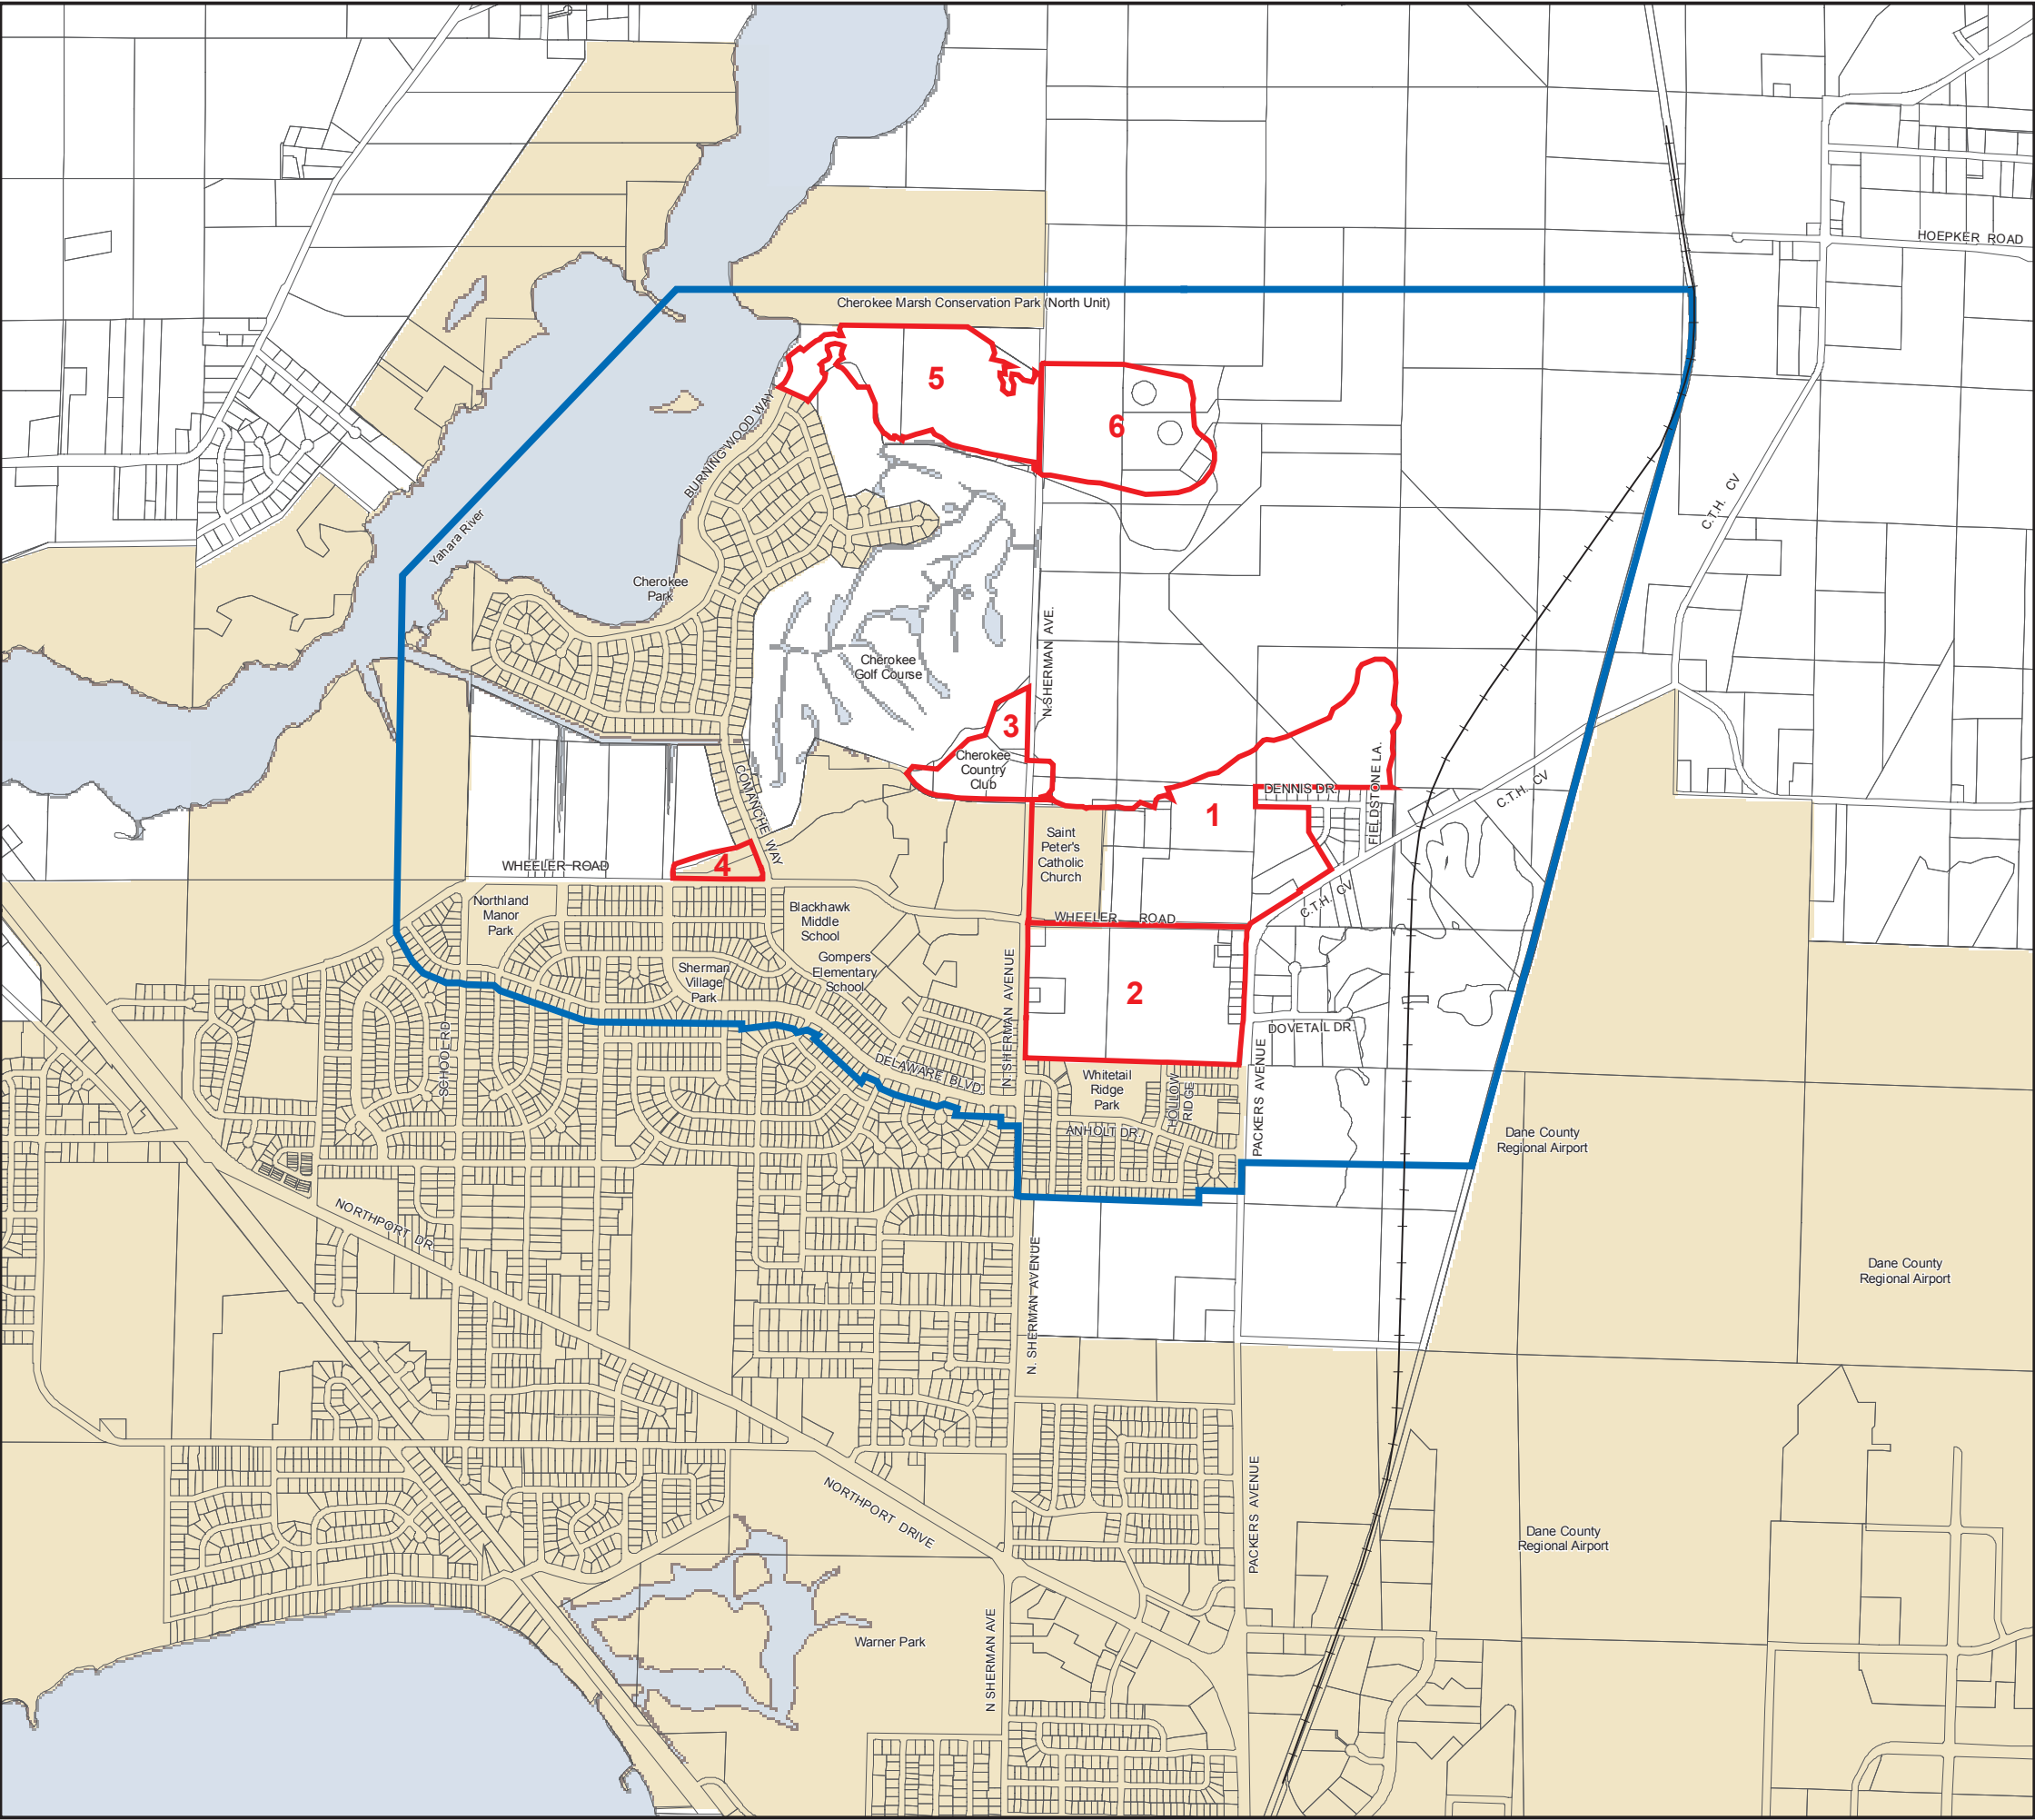 HOEPKER ROAD
Cherokee Marsh Conservation Park (North Unit)
5
6
BURNINGWOOD WAY
C.T.H. CV
Yahara River
Cherokee
Park
N.SHERMAN AVE.
Cherokee
Golf Course
3
Cherokee
Country
Club
FIELDSTONE LA.
DENNIS DR.
C.T.H. CV
1
COMANCHE WAY
Saint
Peter's
Catholic
Church
WHEELER ROAD
4
C.T.H. CV
Northland
Manor
Park
Blackhawk
Middle
School
WHEELER ROAD
Gompers
Elementary
School
Sherman
Village
Park
N. SHERMAN AVENUE
2
DOVETAIL DR.
SCHOOL RD.
DELAWARE BLVD.
Whitetail
Ridge
Park
HOLLOW
RIDGE
PACKERS AVENUE
ANHOLT DR.
Dane County
Regional Airport
NORTHPORT DR.
N. SHERMAN AVENUE
Dane County
Regional Airport
NORTHPORT DRIVE
PACKERS AVENUE
Dane County
Regional Airport
Warner Park
N SHERMAN AVE